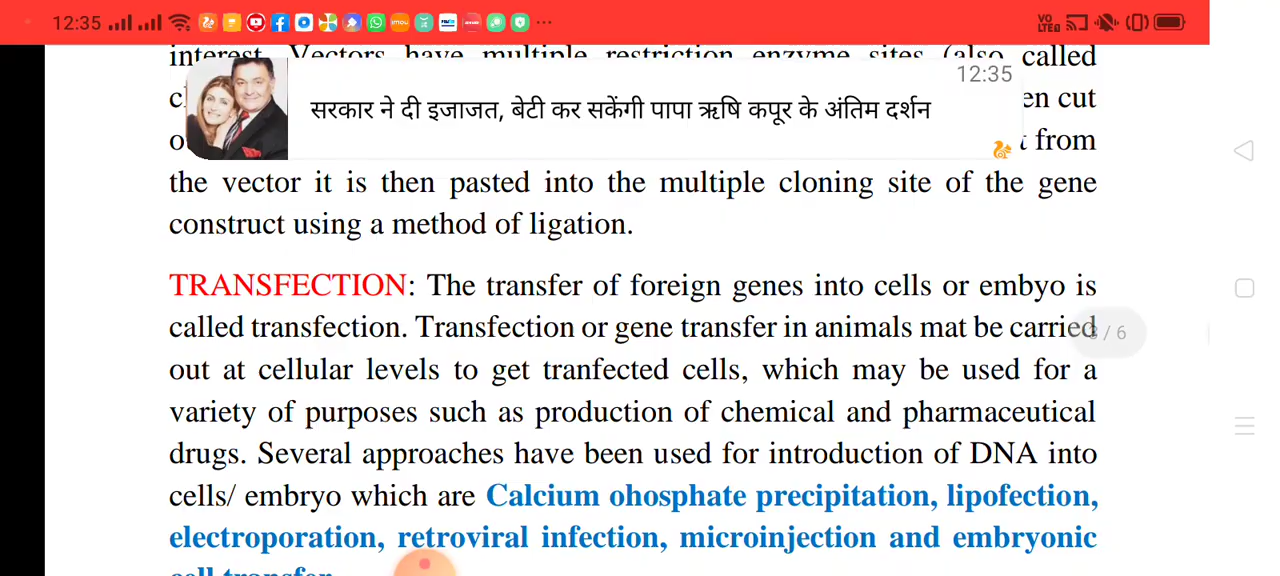 12:35
VO LTE
interest. Vectors have multiple restriction enzyme sites (also called
12:35
सरकार ने दी इजाजत, बेटी कर सकेंगी पापा ऋषि कपूर के अंतिम दर्शन
en cut
from
the vector it is then pasted into the multiple cloning site of the gene
construct using a method of ligation.
TRANSFECTION: The transfer of foreign genes into cells or embyo is
called transfection. Transfection or gene transfer in animals mat be carried
3 / 6
out at cellular levels to get tranfected cells, which may be used for a
variety of purposes such as production of chemical and pharmaceutical
drugs. Several approaches have been used for introduction of DNA into
cells/ embryo which are Calcium ohosphate precipitation, lipofection,
electroporation, retroviral infection, microinjection and embryonic
cell transfer